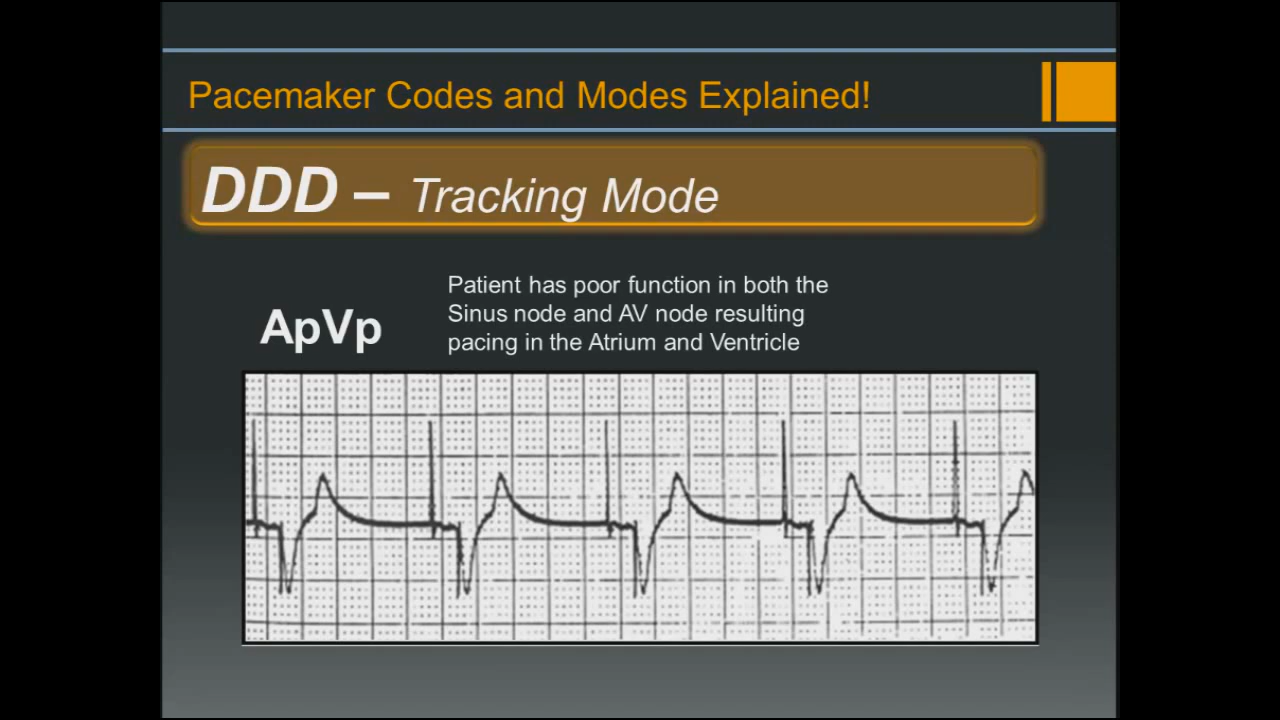 Pacemaker Codes and Modes Explained!
DDD – Tracking Mode
Patient has poor function in both the
Sinus node and AV node resulting
pacing in the Atrium and Ventricle
ApVp